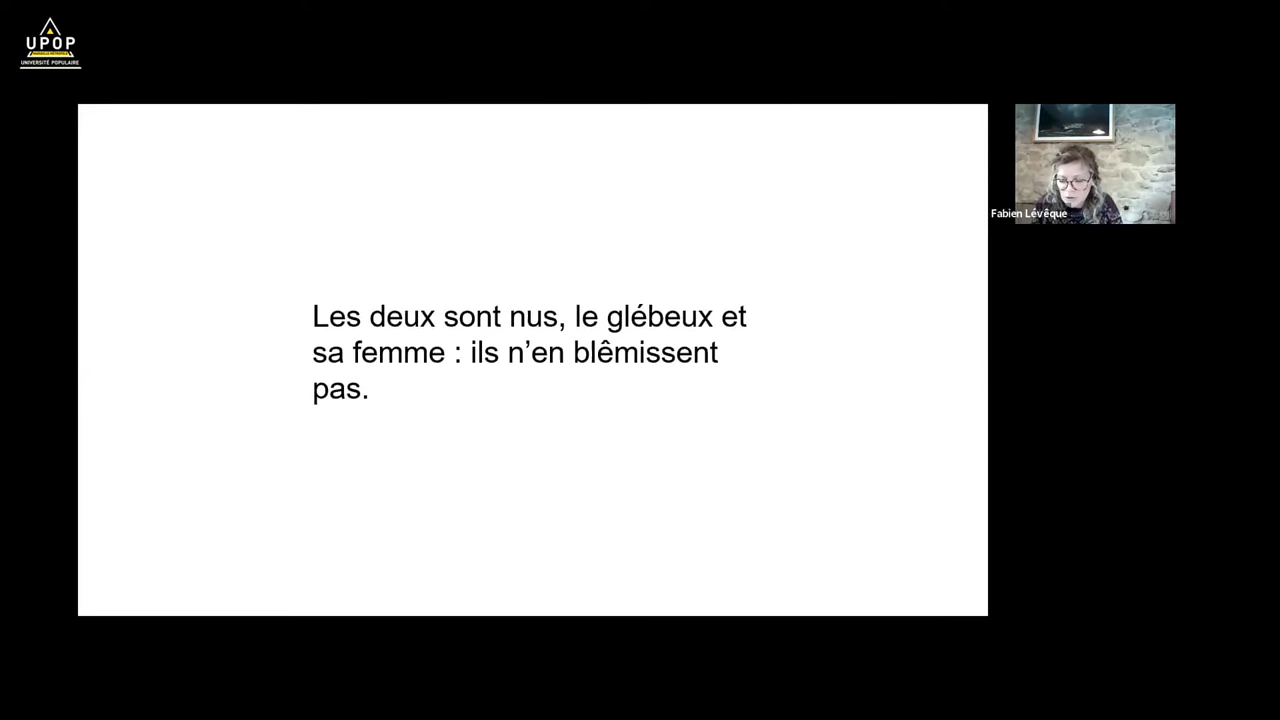 UPOP
UNIVERSITÉ POPULAIRE
Les deux sont nus, le glébeux et
sa femme : ils n’en blêmissent
pas.
Fabien Lévêque